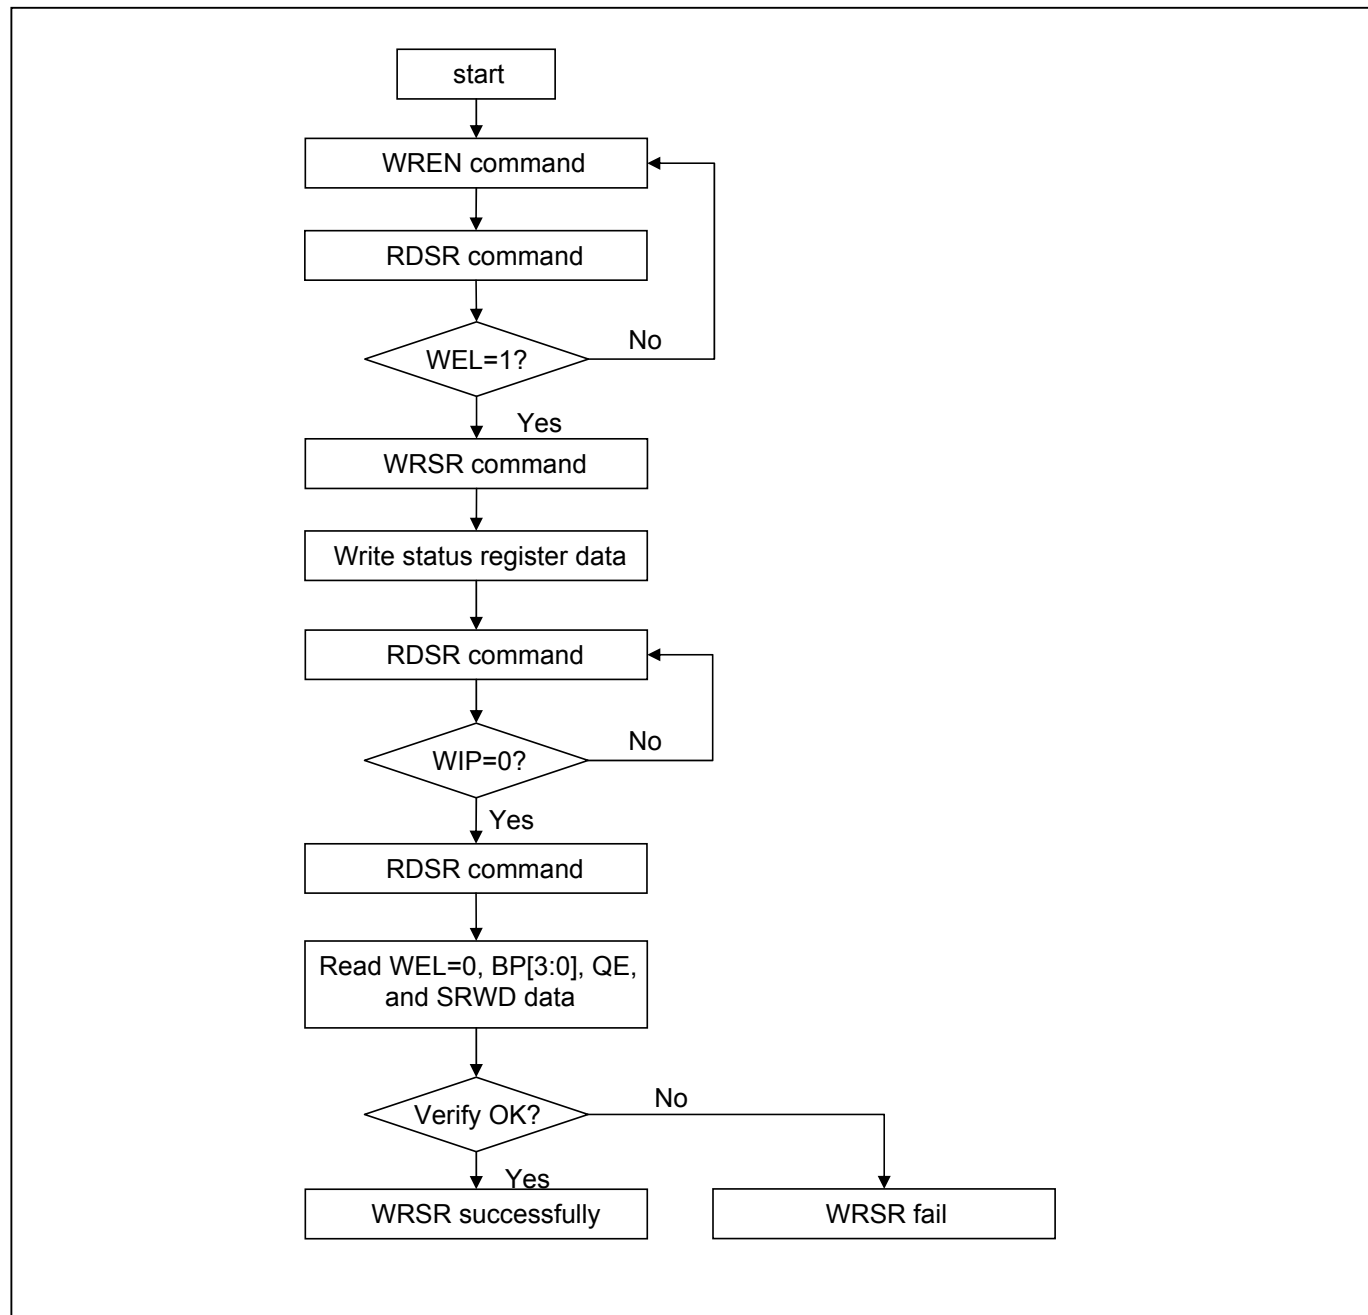 start
WREN command
RDSR command
WEL=1?
No
Yes
WRSR command
Write status register data
RDSR command
WIP=0?
No
Yes
RDSR command
Read WEL=0, BP[3:0], QE,
and SRWD data
Verify OK?
No
Yes
WRSR successfully
WRSR fail